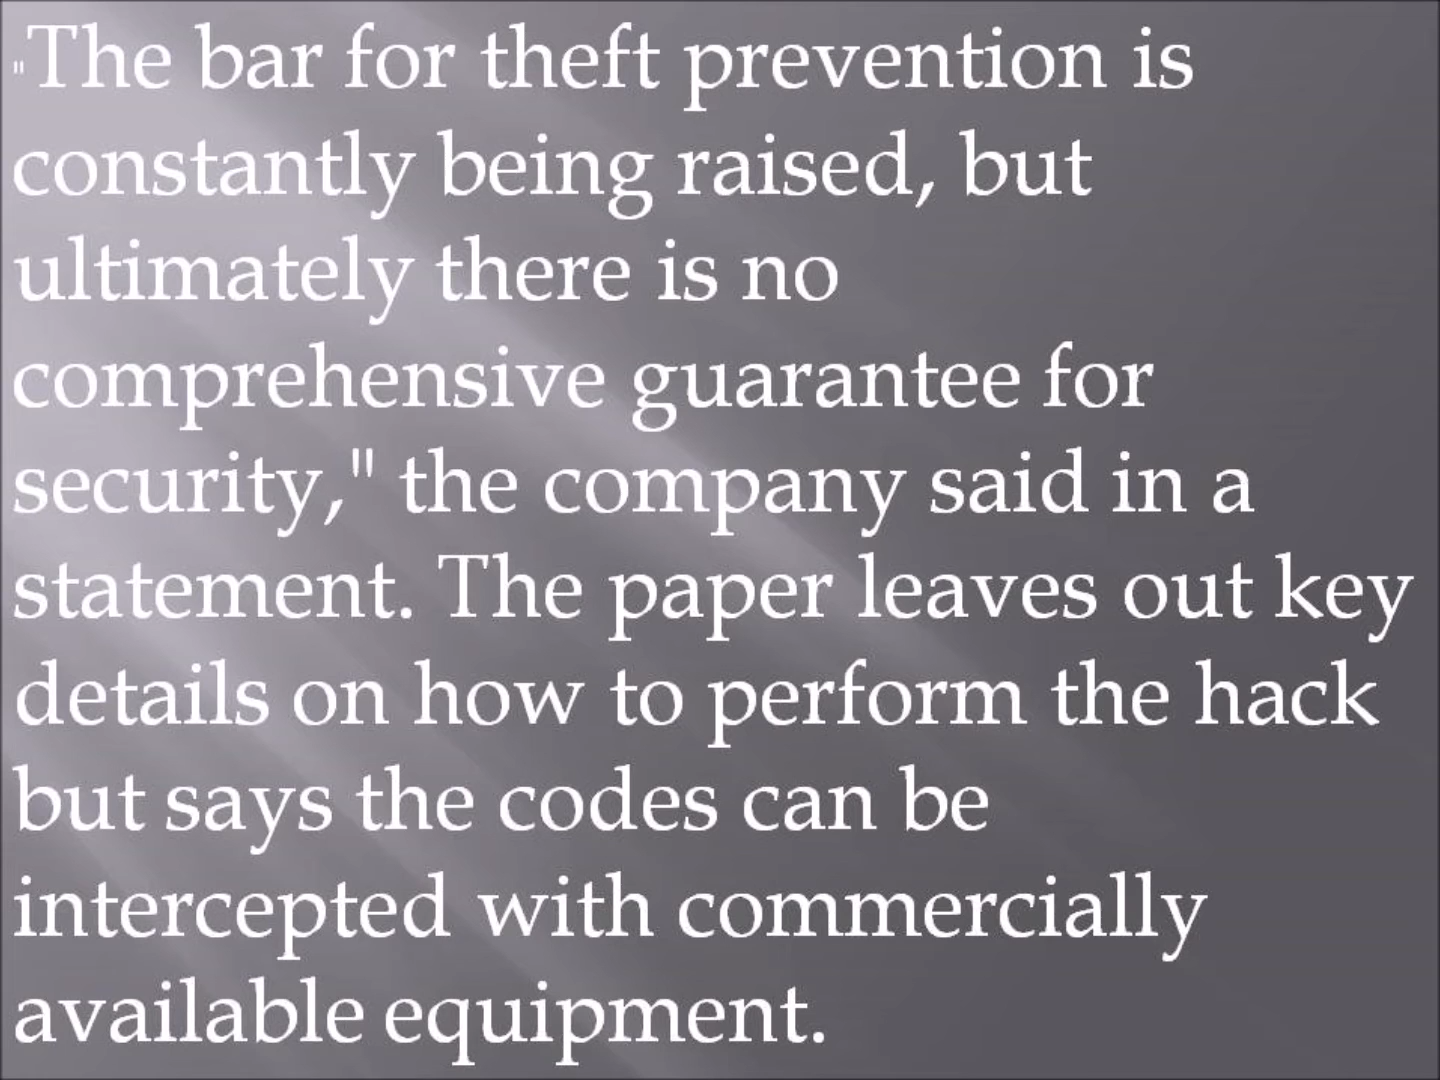 "The bar for theft prevention is
constantly being raised, but
ultimately there is no
comprehensive guarantee for
security," the company said in a
statement. The paper leaves out key
details on how to perform the hack
but says the codes can be
intercepted with commercially
available equipment.